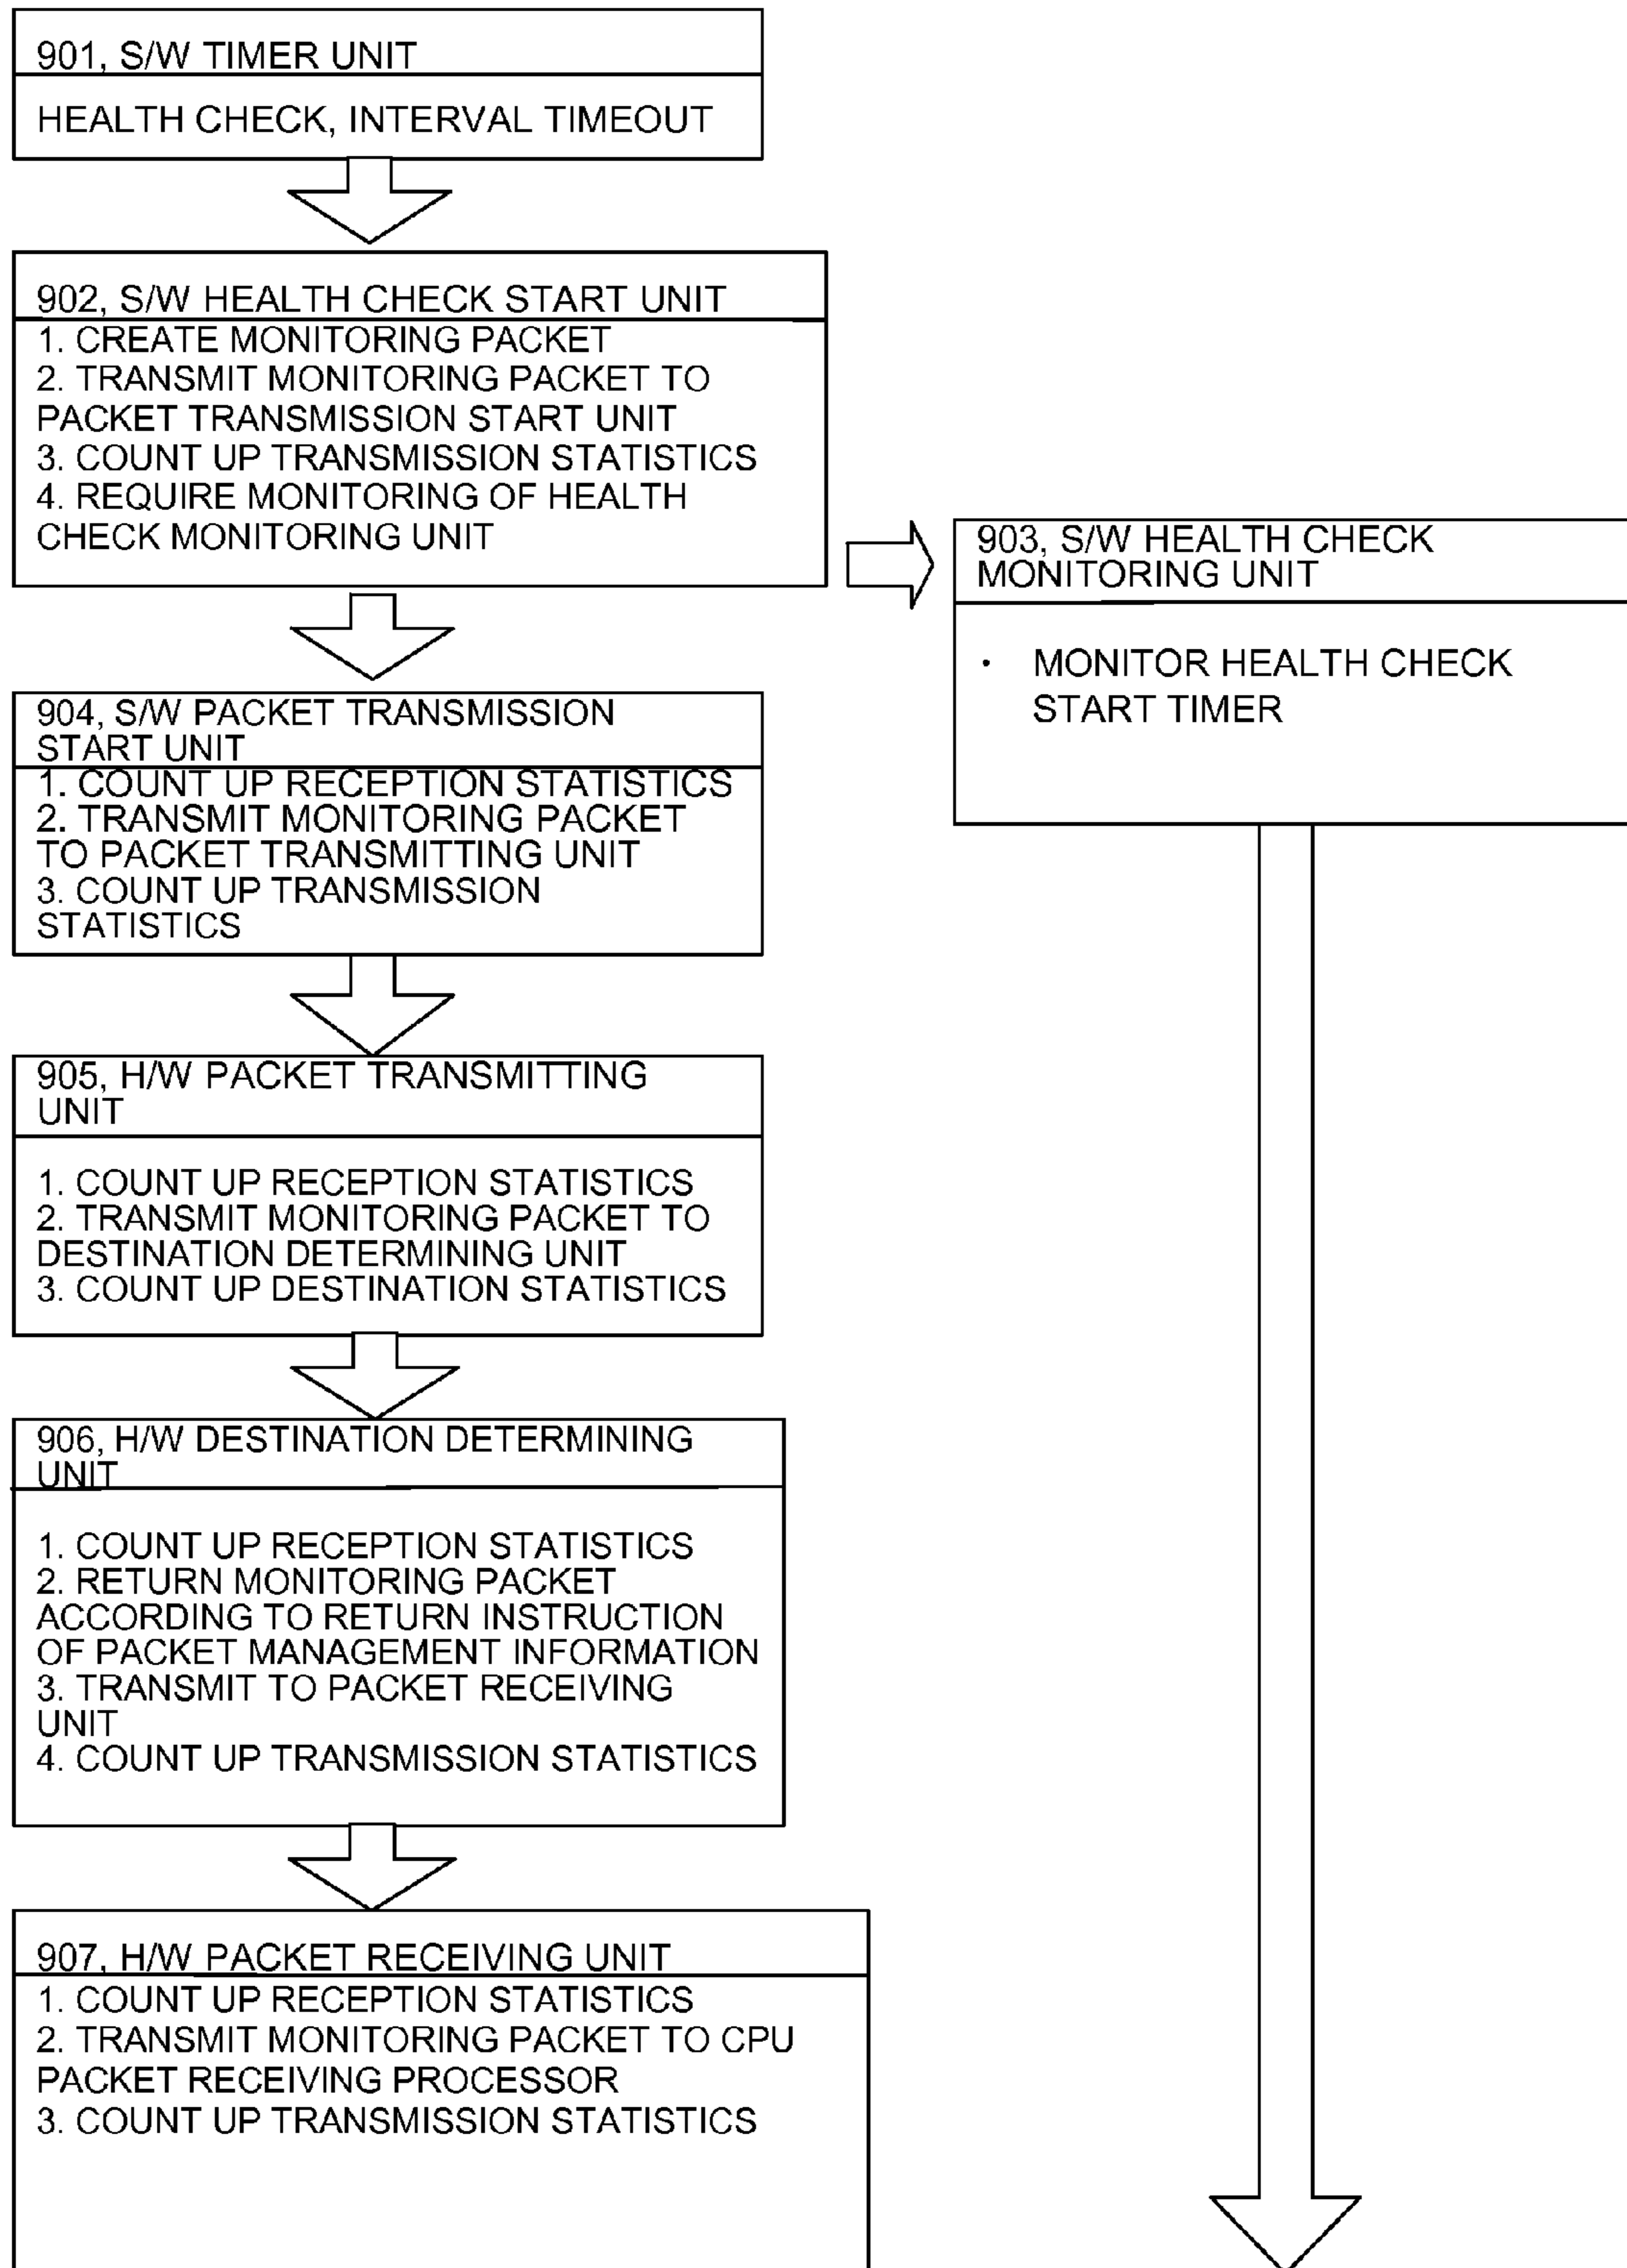 901, S/W TIMER UNIT
HEALTH CHECK, INTERVAL TIMEOUT
902, S/W HEALTH CHECK START UNIT
1. CREATE MONITORING PACKET
2. TRANSMIT MONITORING PACKET TO
PACKET TRANSMISSION START UNIT
3. COUNT UP TRANSMISSION STATISTICS
4. REQUIRE MONITORING OF HEALTH
CHECK MONITORING UNIT
903, S/W HEALTH CHECK
MONITORING UNIT
· MONITOR HEALTH CHECK
START TIMER
904, S/W PACKET TRANSMISSION
START UNIT
1. COUNT UP RECEPTION STATISTICS
2. TRANSMIT MONITORING PACKET
TO PACKET TRANSMITTING UNIT
3. COUNT UP TRANSMISSION
STATISTICS
905, H/W PACKET TRANSMITTING
UNIT
1. COUNT UP RECEPTION STATISTICS
2. TRANSMIT MONITORING PACKET TO
DESTINATION DETERMINING UNIT
3. COUNT UP DESTINATION STATISTICS
906, H/W DESTINATION DETERMINING
UNIT
1. COUNT UP RECEPTION STATISTICS
2. RETURN MONITORING PACKET
ACCORDING TO RETURN INSTRUCTION
OF PACKET MANAGEMENT INFORMATION
3. TRANSMIT TO PACKET RECEIVING
UNIT
4. COUNT UP TRANSMISSION STATISTICS
907, H/W PACKET RECEIVING UNIT
1. COUNT UP RECEPTION STATISTICS
2. TRANSMIT MONITORING PACKET TO CPU
PACKET RECEIVING PROCESSOR
3. COUNT UP TRANSMISSION STATISTICS